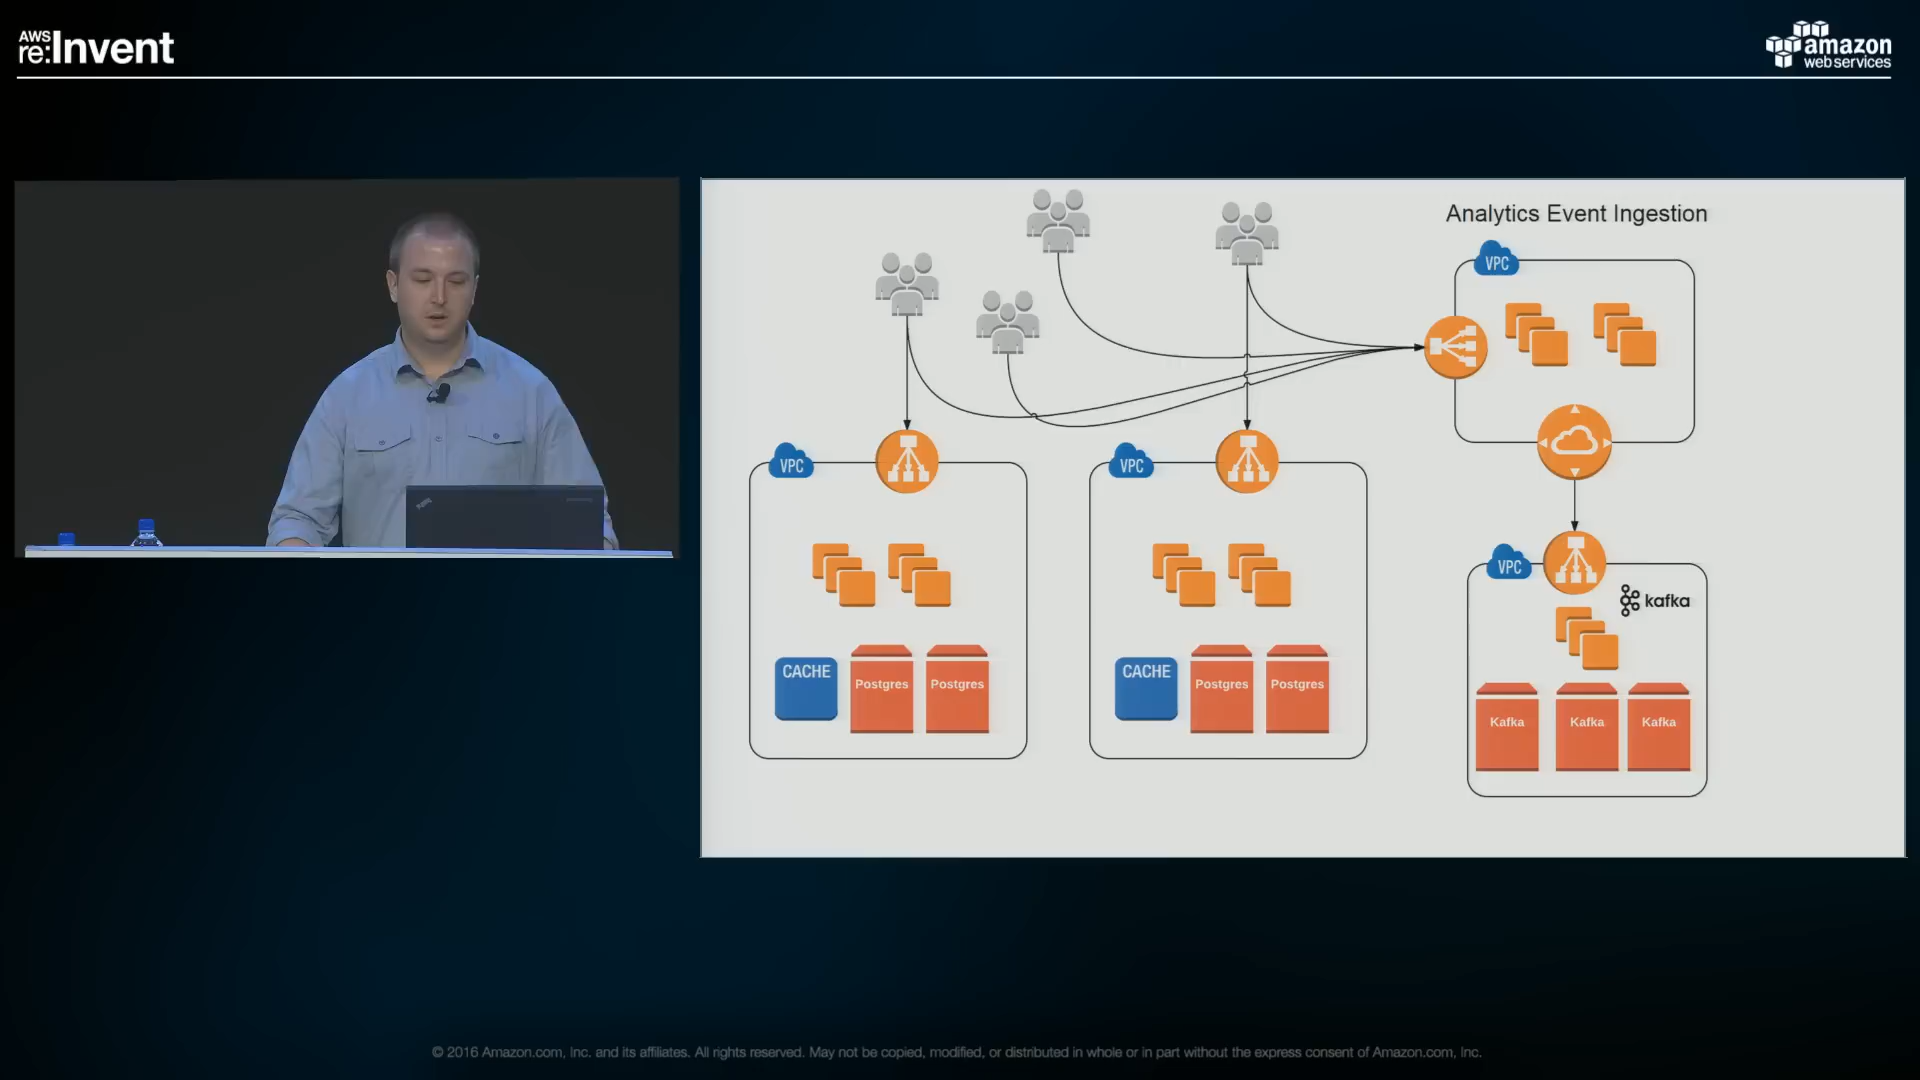 AWS
re:Invent
amazon
web services
Analytics Event Ingestion
VPC
VPC
VPC
VPC
kafka
CACHE
Postgres
Postgres
CACHE
Postgres
Postgres
Kafka
Kafka
Kafka
© 2016 Amazon.com, Inc. and its affiliates. All rights reserved. May not be copied, modified, or distributed in whole or in part without the express consent of Amazon.com, Inc.